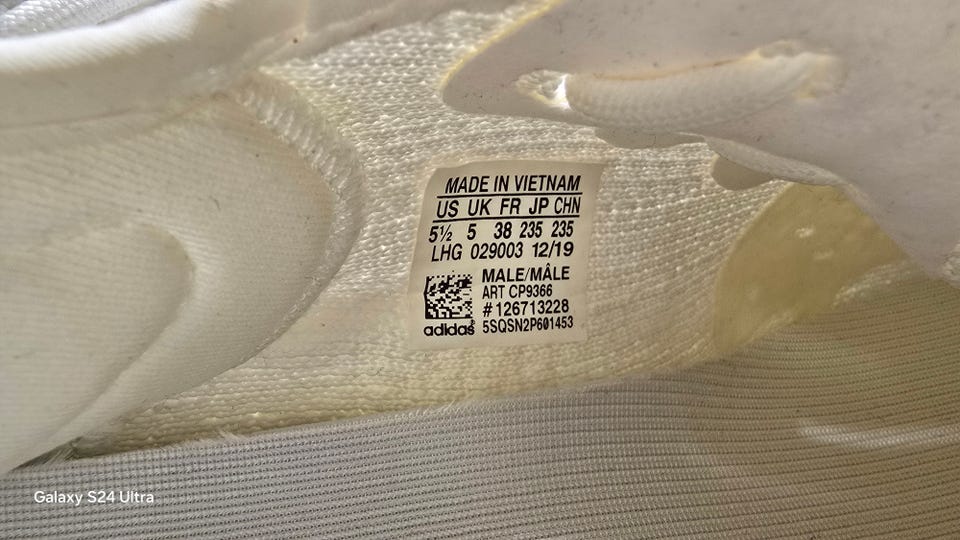 MADE IN VIETNAM
US UK FR JP CHN
5½ 5 38 235 235
LHG 029003 12/19
MALE/MÂLE
ART CP9366
#126713228
adidas® 5SQSN2P601453
Galaxy S24 Ultra